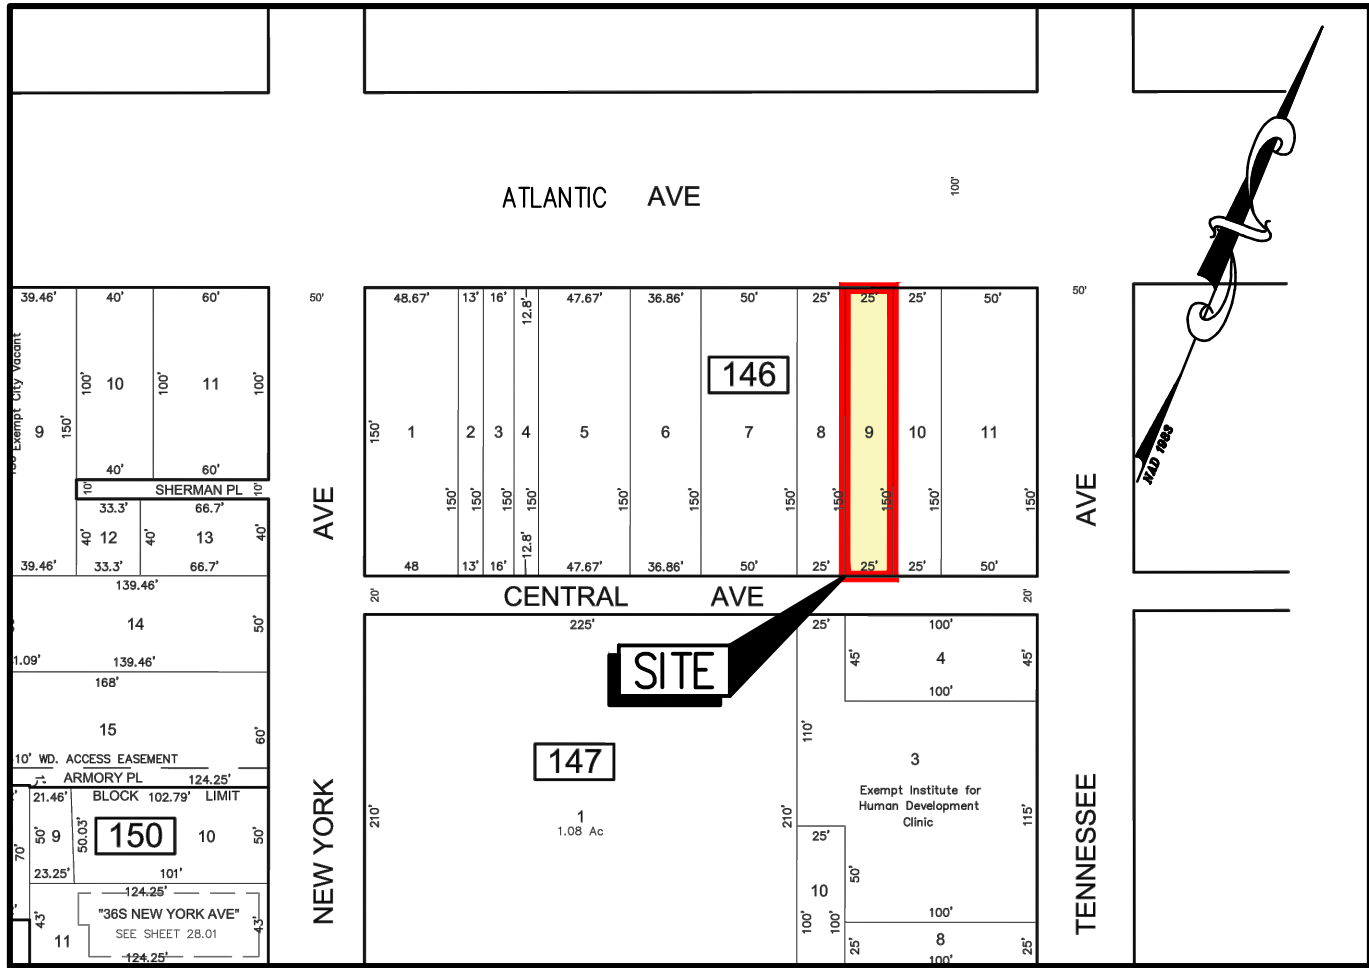 ATLANTIC AVE
100'
39.46' 40' 60' 50' 48.67' 13' 16' 12.8' 47.67' 36.86' 50' 25' 25' 25' 50' 50'
Exempt City Vacant
146
100' 10 100' 11 100'
9 150' 150' 1 2 3 4 5 6 7 8 9 10 11
NAD 1983
40' 60'
10' SHERMAN PL 10'
150' 150' 150' 150' 150' 150' 150' 150' 150' 150'
33.3' 66.7'
40' 12 40' 13 40'
AVE
AVE
39.46' 33.3' 66.7' 48 13' 16' 12.8' 47.67' 36.86' 50' 25' 25' 25' 50'
139.46'
20' CENTRAL AVE 20'
14 50'
225' 25' 100'
139.46'
SITE
45' 4 45'
168' 100'
15 60'
110'
10' WD. ACCESS EASEMENT
147
3
ARMORY PL 124.25'
21.46' BLOCK 102.79' LIMIT
Exempt Institute for
Human Development
Clinic
50' 9 50.03' 150 10 50'
210' 1 210' 115'
1.08 Ac
25'
70'
23.25' 101'
50'
10
NEW YORK
TENNESSEE
124.25'
"36S NEW YORK AVE"
SEE SHEET 28.01
43' 11 43'
124.25'
100' 100'
100'
25' 8 25'
100'